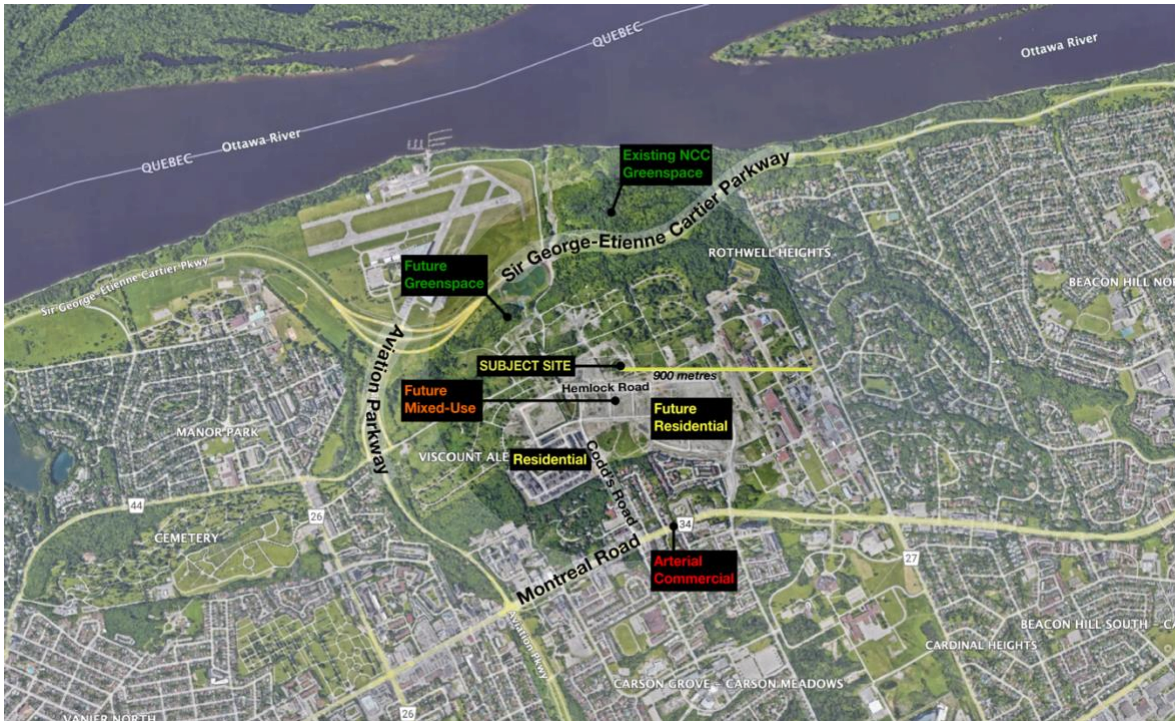 QUEBEC
Ottawa River
QUEBEC
Ottawa River
Existing NCC
Greenspace
Sir George-Etienne Cartier Parkway
ROTHWELL HEIGHTS
Sir George-Etienne Cartier Pkwy
Future
Greenspace
BEACON HILL NOR
Aviation Parkway
SUBJECT SITE
900 metres
Hemlock Road
Future
Mixed-Use
Future
Residential
MANOR PARK
VISCOUNT ALE
Residential
Codd's Road
44
26
34
CEMETERY
Montreal Road
27
Arterial
Commercial
Aviation Pkwy
BEACON HILL SOUTH - CA
CARDINAL HEIGHTS
CARSON GROVE - CARSON MEADOWS
26
VANIER NORTH